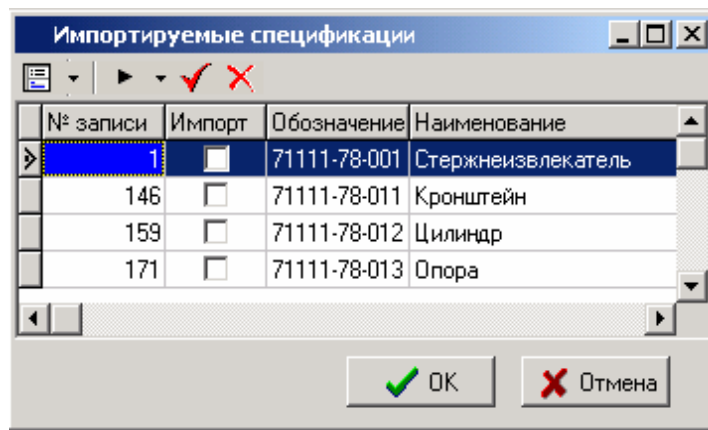 Импортируемые спецификации
№ записи Импорт Обозначение Наименование
1 71111-78-001 Стержнеизвлекатель
146 71111-78-011 Кронштейн
159 71111-78-012 Цилиндр
171 71111-78-013 Опора
OK Отмена